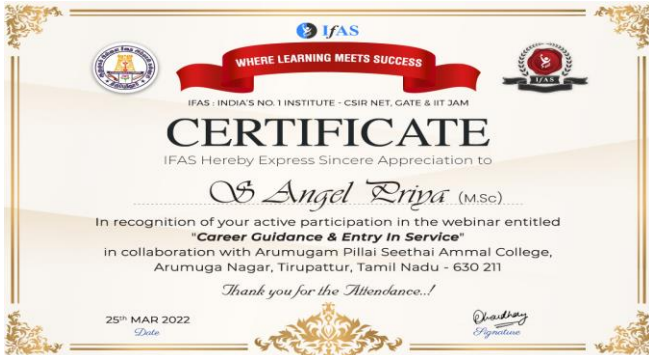 IfAS
WHERE LEARNING MEETS SUCCESS
IFAS
IFAS : INDIA'S NO. 1 INSTITUTE - CSIR NET, GATE & IIT JAM
CERTIFICATE
IFAS Hereby Express Sincere Appreciation to
S Angel Priya (M.Sc)
In recognition of your active participation in the webinar entitled
"Career Guidance & Entry In Service"
in collaboration with Arumugam Pillai Seethai Ammal College,
Arumuga Nagar, Tirupattur, Tamil Nadu - 630 211
Thank you for the Attendance..!
25th MAR 2022
Date
Chaudhary
Signature